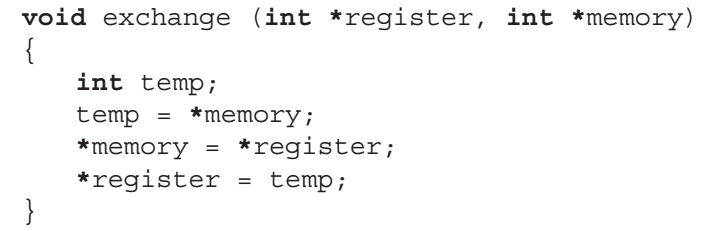 void exchange (int *register, int *memory)
{
int temp;
temp = *memory;
*memory = *register;
*register = temp;
}